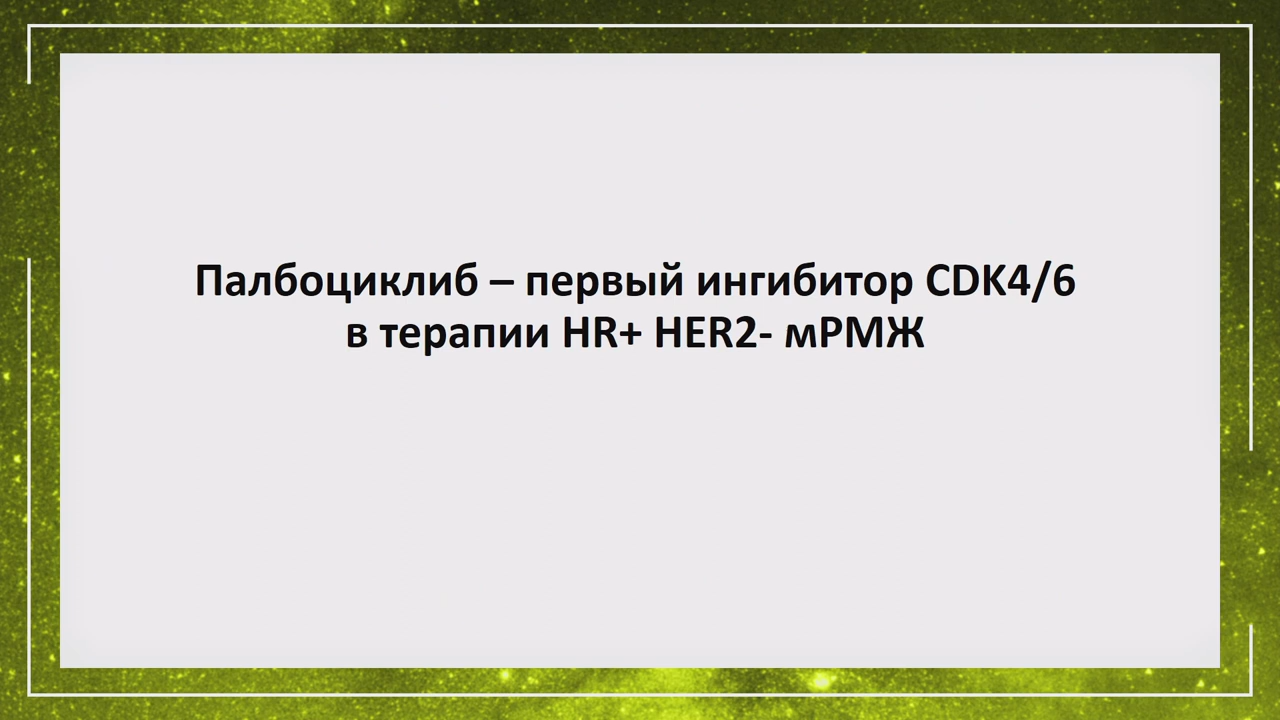 Палбоциклиб – первый ингибитор CDK4/6
в терапии HR+ HER2- мРМЖ